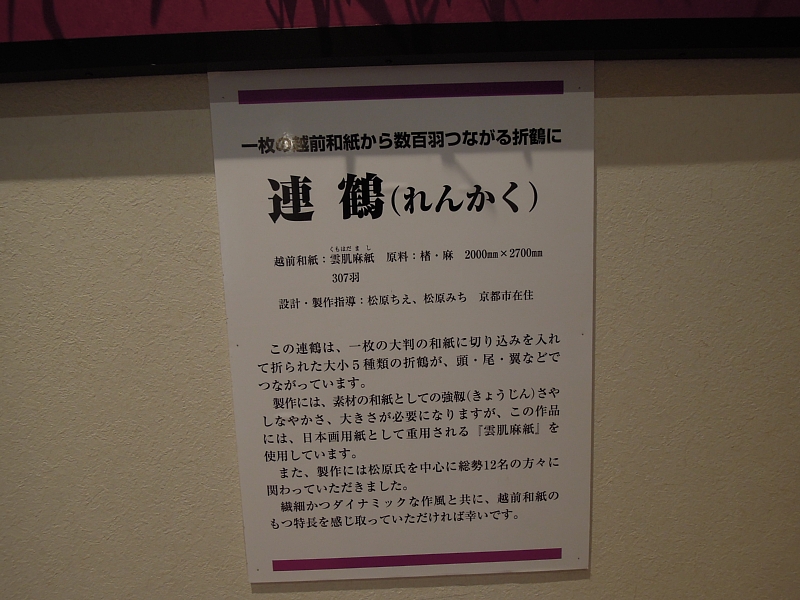 一枚の越前和紙から数百羽つながる折鶴に
連鶴(れんかく)
くもはだまし
越前和紙：雲肌麻紙　原料：楮・麻　2000㎜×2700㎜
307羽
設計・製作指導：松原ちえ、松原みち　京都市在住
この連鶴は、一枚の大判の和紙に切り込みを入れ
て折られた大小５種類の折鶴が、頭・尾・翼などで
つながっています。
製作には、素材の和紙としての強靱(きょうじん)さや
しなやかさ、大きさが必要になりますが、この作品
には、日本画用紙として重用される『雲肌麻紙』を
使用しています。
また、製作には松原氏を中心に総勢12名の方々に
関わっていただきました。
繊細かつダイナミックな作風と共に、越前和紙の
もつ特長を感じ取っていただければ幸いです。